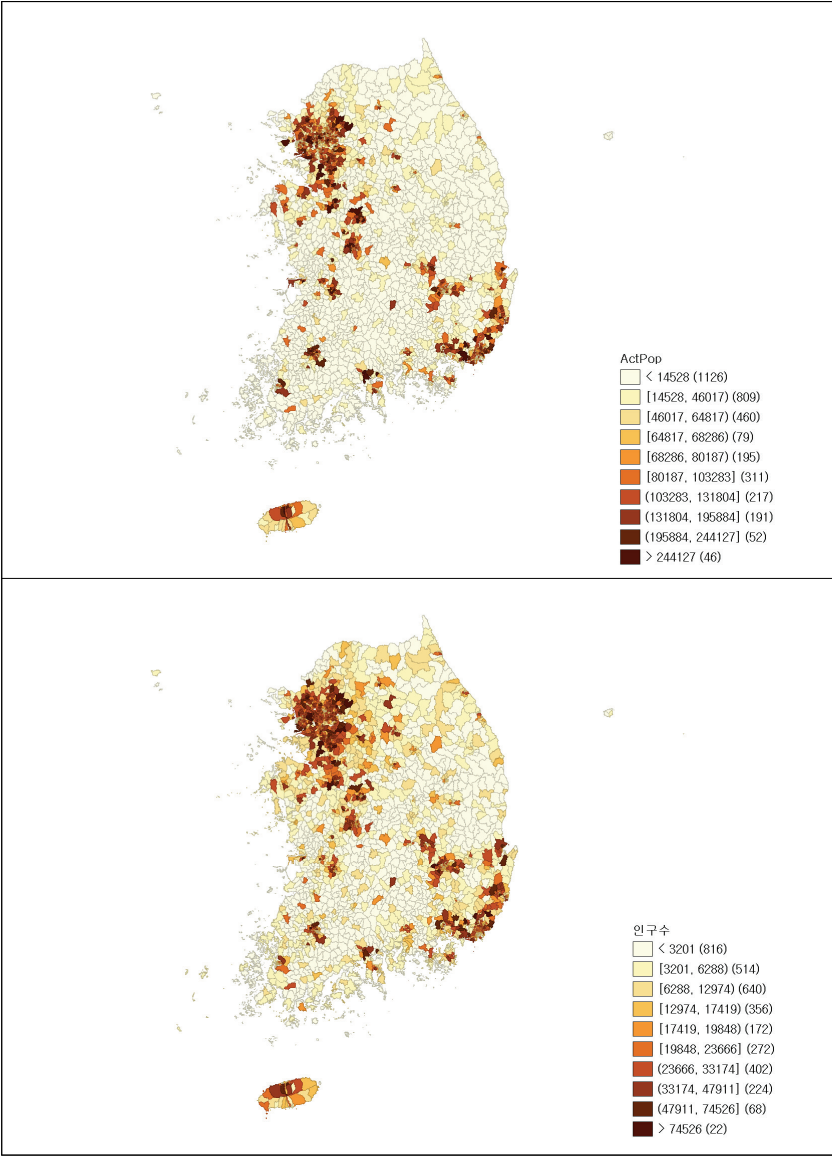 ActPop
< 14528 (1126)
[14528, 46017) (809)
[46017, 64817) (460)
[64817, 68286) (79)
[68286, 80187) (195)
[80187, 103283] (311)
(103283, 131804] (217)
(131804, 195884] (191)
(195884, 244127] (52)
> 244127 (46)
인구수
< 3201 (816)
[3201, 6288) (514)
[6288, 12974) (640)
[12974, 17419) (356)
[17419, 19848) (172)
[19848, 23666] (272)
(23666, 33174] (402)
(33174, 47911] (224)
(47911, 74526] (68)
> 74526 (22)